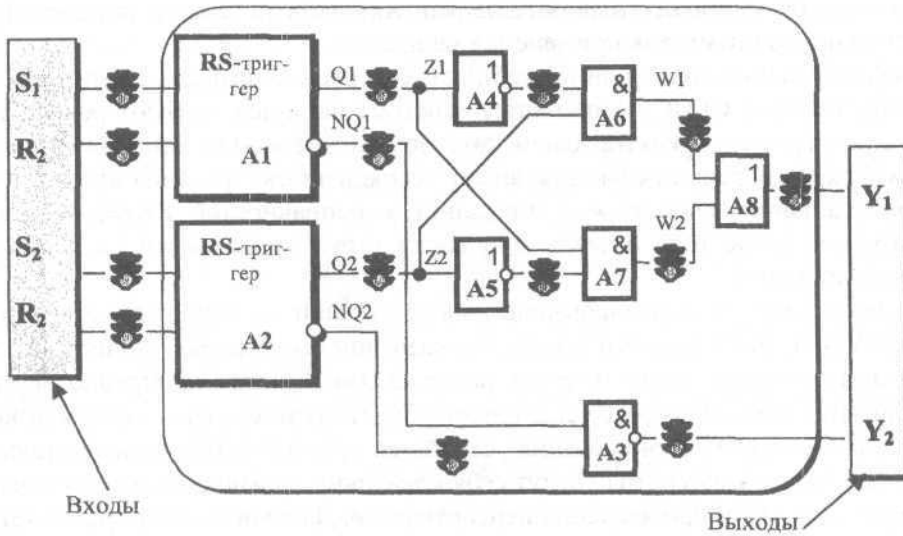 S₁
R₂
S₂
R₂
RS-триг-
гер
A1
RS-триг-
гер
A2
Q1
NQ1
Q2
NQ2
Z1
Z2
1
A4
1
A5
&
A6
&
A7
W1
W2
1
A8
&
A3
Y₁
Y₂
Входы
Выходы